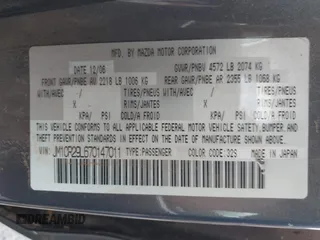 MFD. BY MAZDA MOTOR CORPORATION
DATE 12/06 GVWR/PNBV 4572 LB 2074 KG
FRONT GAWR/PNBE AV 2218 LB 1006 KG REAR GAWR/PNBE AR 2355 LB 1068 KG
WITH/AVEC / WITH/AVEC /
TIRES/ TIRES/
RIMS/JANTES RIMS/JANTES
KPA/ PSI/LPC COLD/A FROID KPA/ PSI/LPC COLD/A FROID
THIS VEHICLE CONFORMS TO ALL APPLICABLE FEDERAL MOTOR VEHICLE SAFETY, BUMPER,
AND THEFT PREVENTION STANDARDS IN EFFECT ON THE DATE OF MANUFACTURE SHOWN ABOVE.
VIN: JM1CR29L670147011 TYPE:PASSENGER COLOR CODE:32S MADE IN JAPAN
DREAMBID